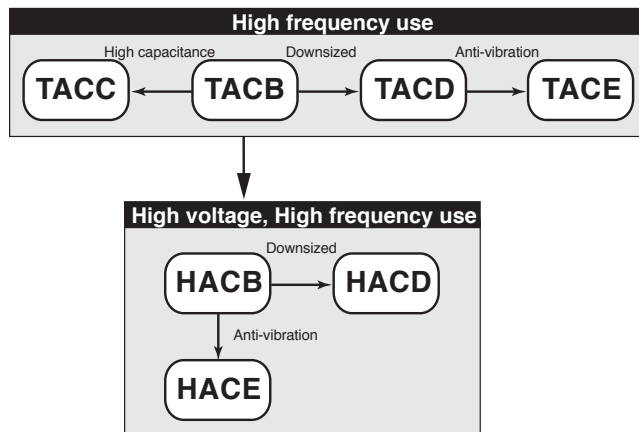 High frequency use
High capacitance
Downsized
Anti-vibration
TACC
TACB
TACD
TACE
High voltage, High frequency use
Downsized
HACB
HACD
Anti-vibration
HACE